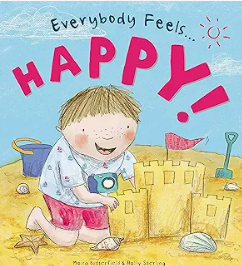 Everybody Feels...
HAPPY!
Moira Butterfield & Holly Sterling